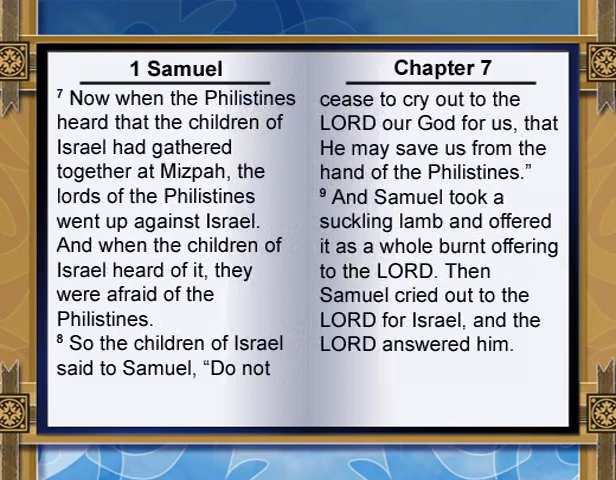 1 Samuel
⁷ Now when the Philistines
heard that the children of
Israel had gathered
together at Mizpah, the
lords of the Philistines
went up against Israel.
And when the children of
Israel heard of it, they
were afraid of the
Philistines.
⁸ So the children of Israel
said to Samuel, “Do not
Chapter 7
cease to cry out to the
LORD our God for us, that
He may save us from the
hand of the Philistines.”
⁹ And Samuel took a
suckling lamb and offered
it as a whole burnt offering
to the LORD. Then
Samuel cried out to the
LORD for Israel, and the
LORD answered him.